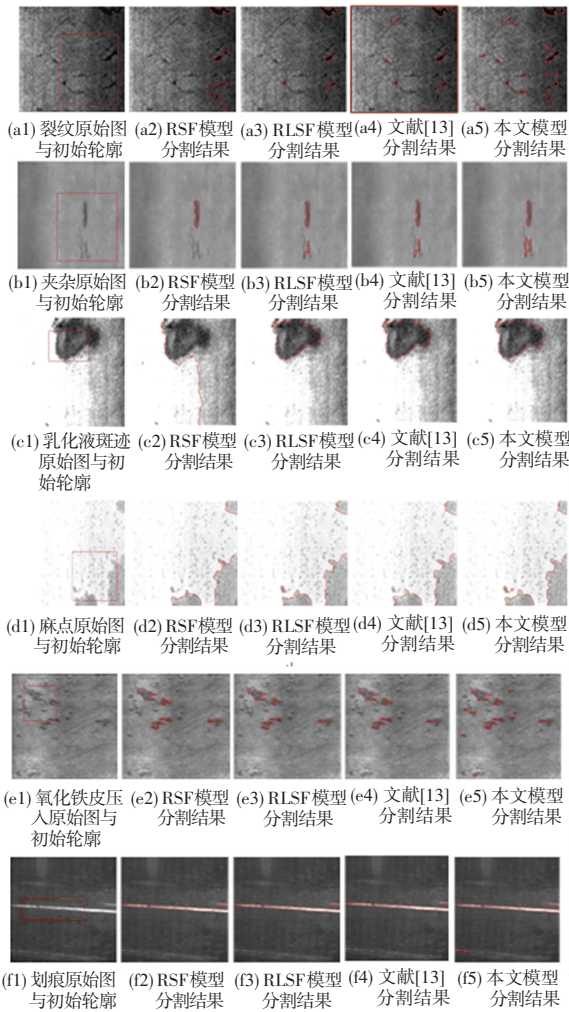 (a1) 裂纹原始图 (a2) RSF模型 (a3) RLSF模型 (a4) 文献[13] (a5) 本文模型
与初始轮廓 分割结果 分割结果 分割结果 分割结果
(b1) 夹杂原始图 (b2) RSF模型 (b3) RLSF模型 (b4) 文献[13] (b5) 本文模型
与初始轮廓 分割结果 分割结果 分割结果 分割结果
(c1) 乳化液斑迹 (c2) RSF模型 (c3) RLSF模型 (c4) 文献[13] (c5) 本文模型
原始图与初 分割结果 分割结果 分割结果 分割结果
始轮廓
(d1) 麻点原始图 (d2) RSF模型 (d3) RLSF模型 (d4) 文献[13] (d5) 本文模型
与初始轮廓 分割结果 分割结果 分割结果 分割结果
(e1) 氧化铁皮压 (e2) RSF模型 (e3) RLSF模型 (e4) 文献[13] (e5) 本文模型
入原始图与 分割结果 分割结果 分割结果 分割结果
初始轮廓
(f1) 划痕原始图 (f2) RSF模型 (f3) RLSF模型 (f4) 文献[13] (f5) 本文模型
与初始轮廓 分割结果 分割结果 分割结果 分割结果